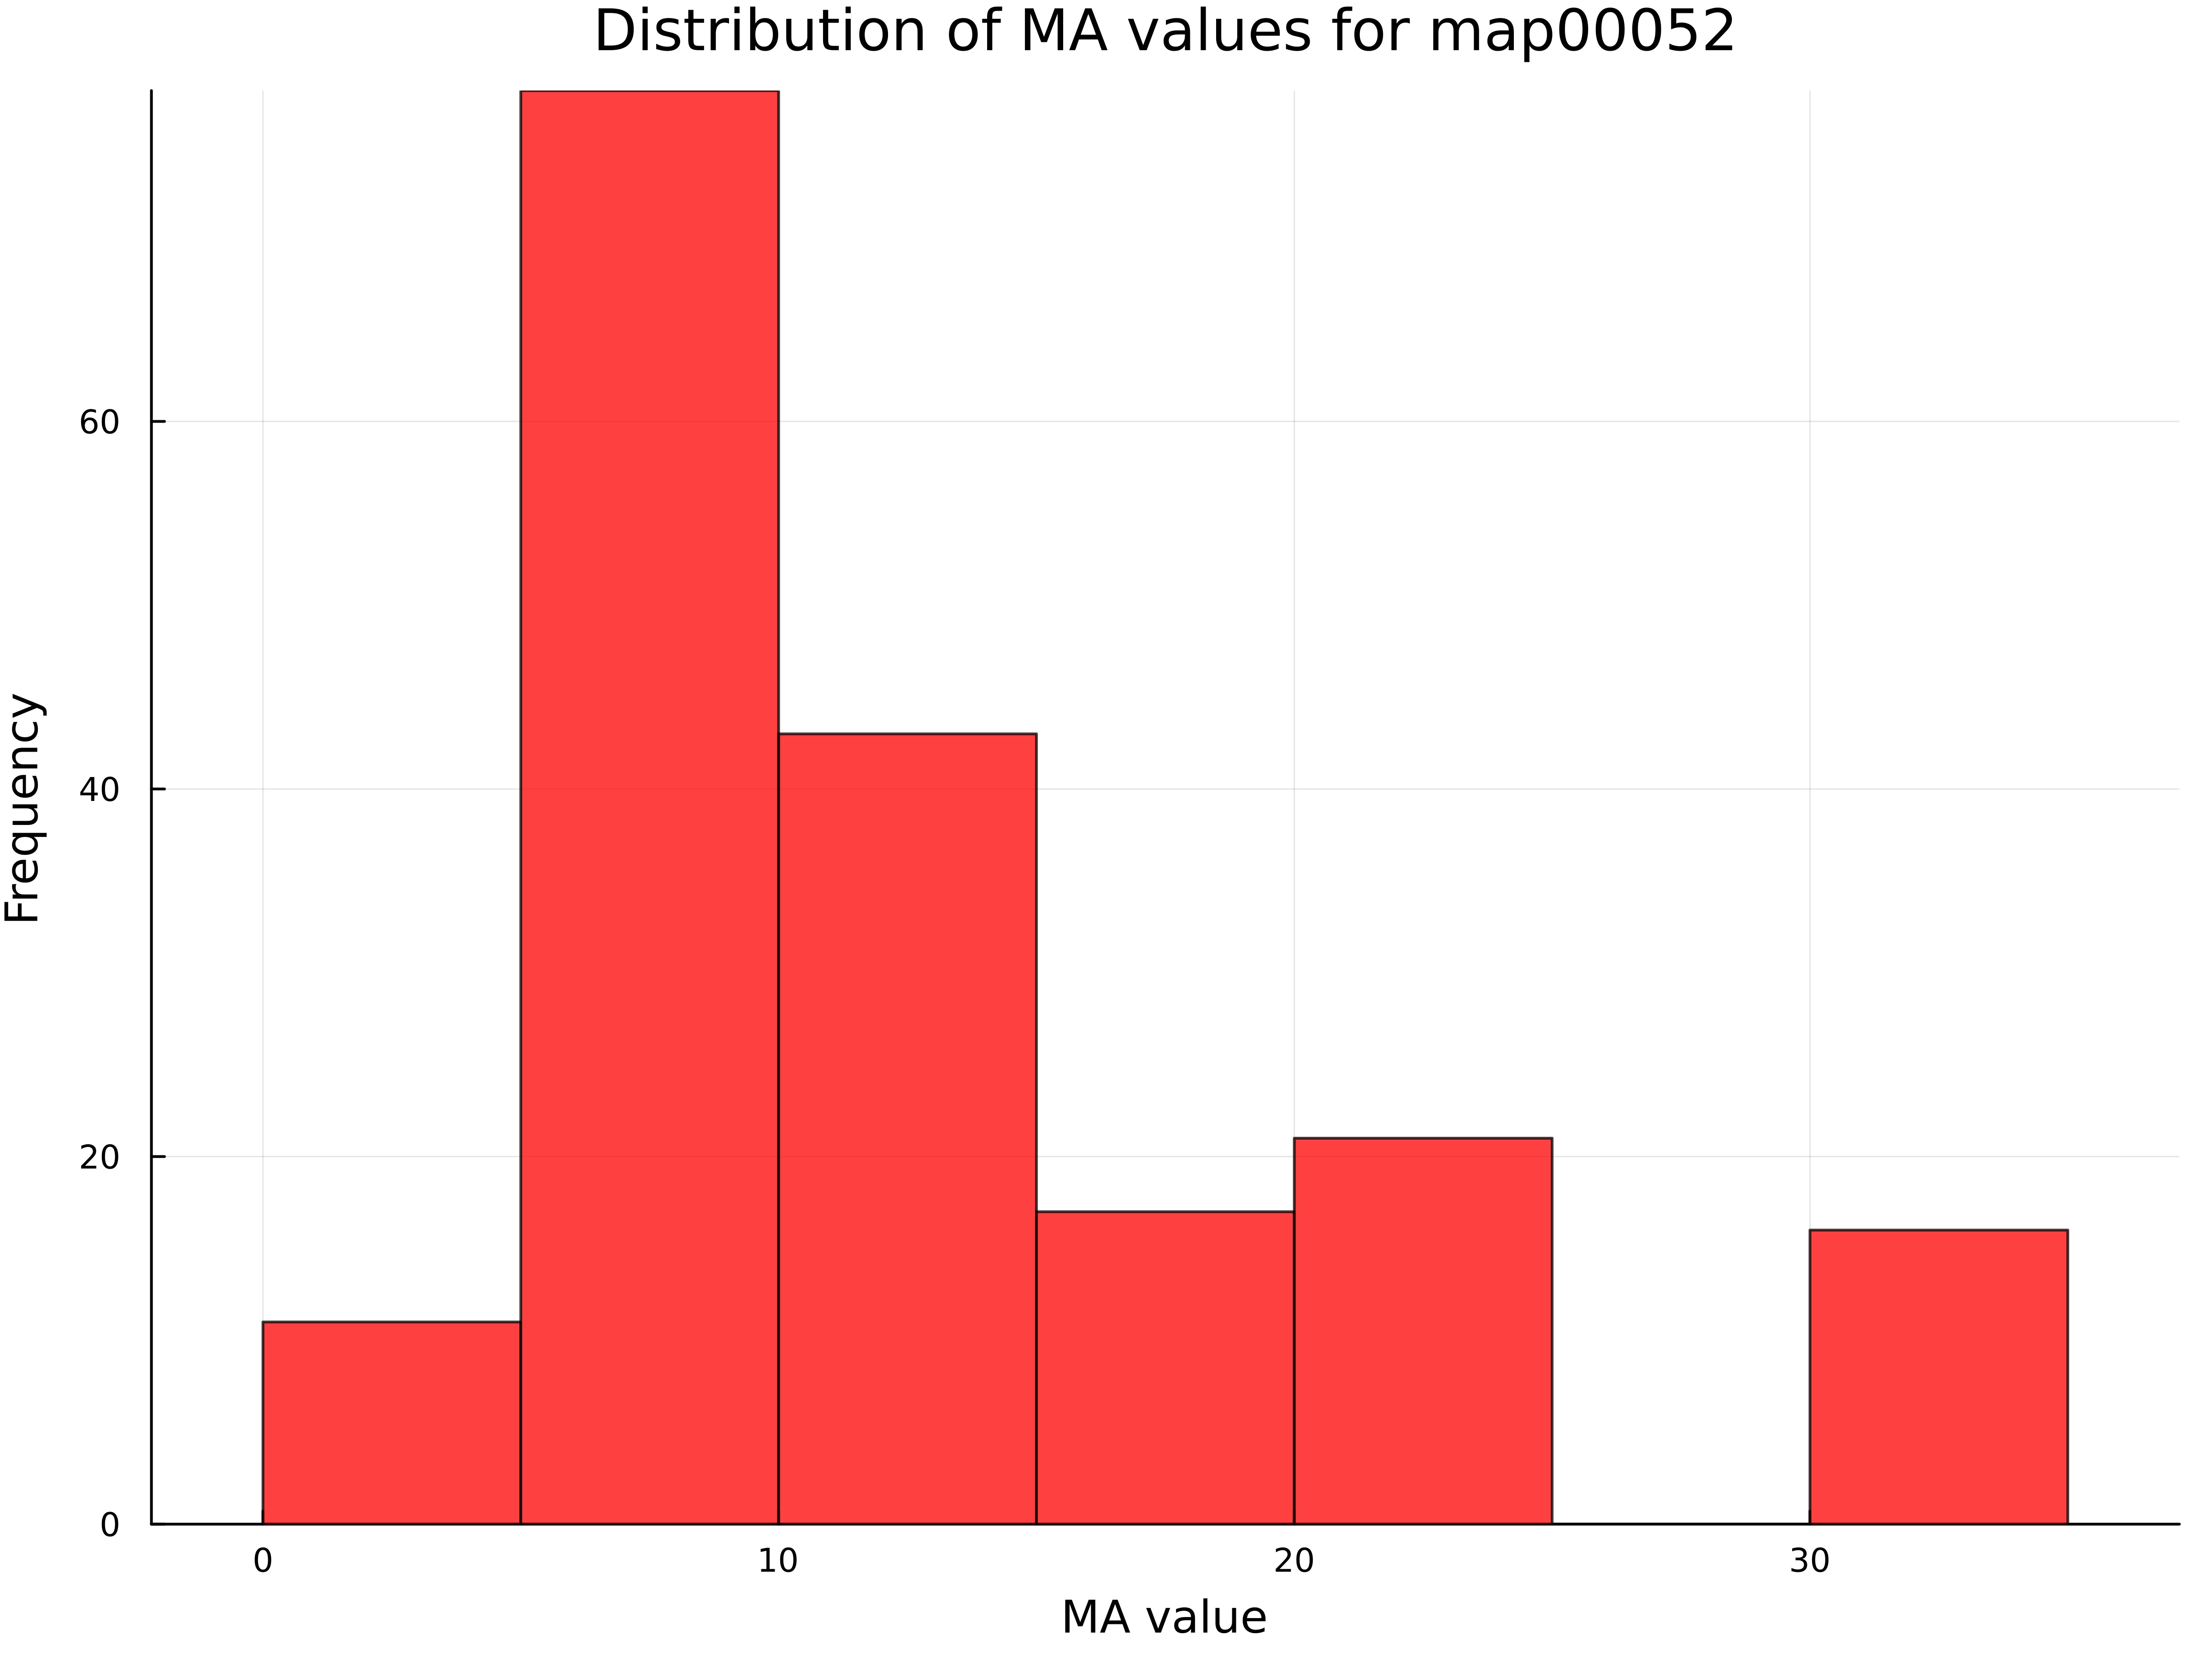 Distribution of MA values for map00052
60
40
20
0
Frequency
0 10 20 30
MA value